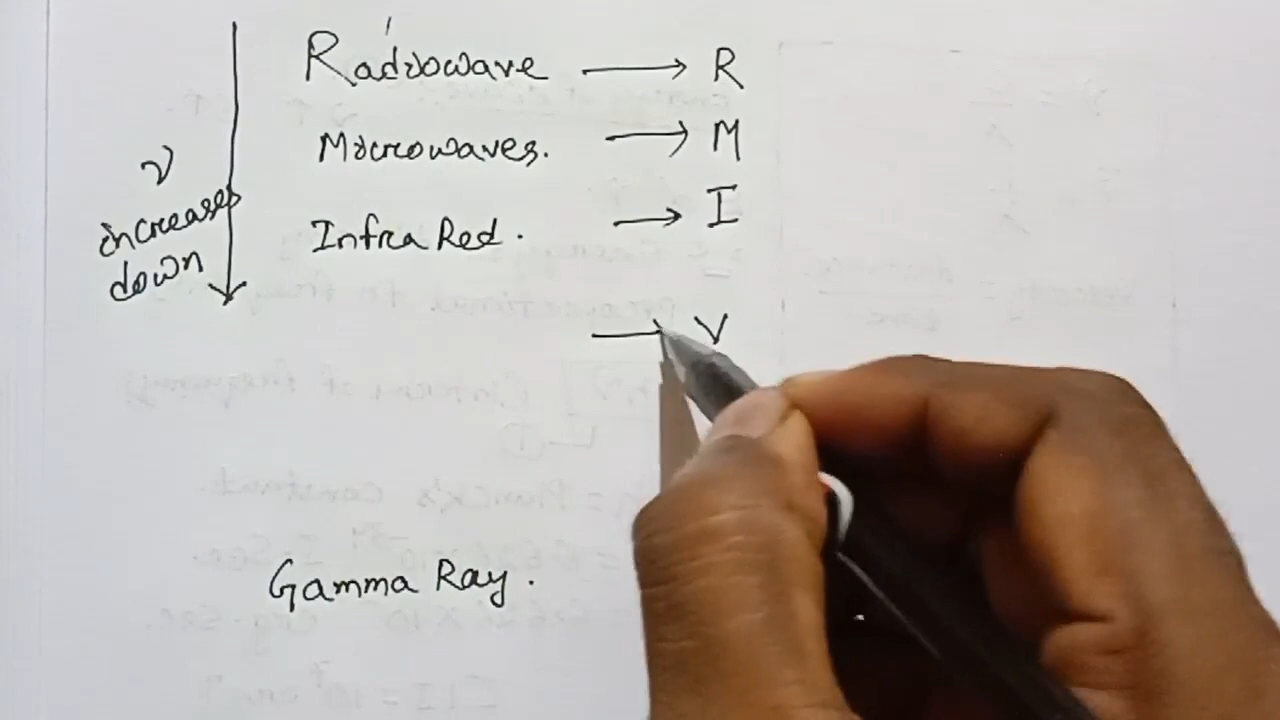 Radiowave → R
Microwaves. → M
ν
increases
down
Infra Red. → I
→ V
Gamma Ray.